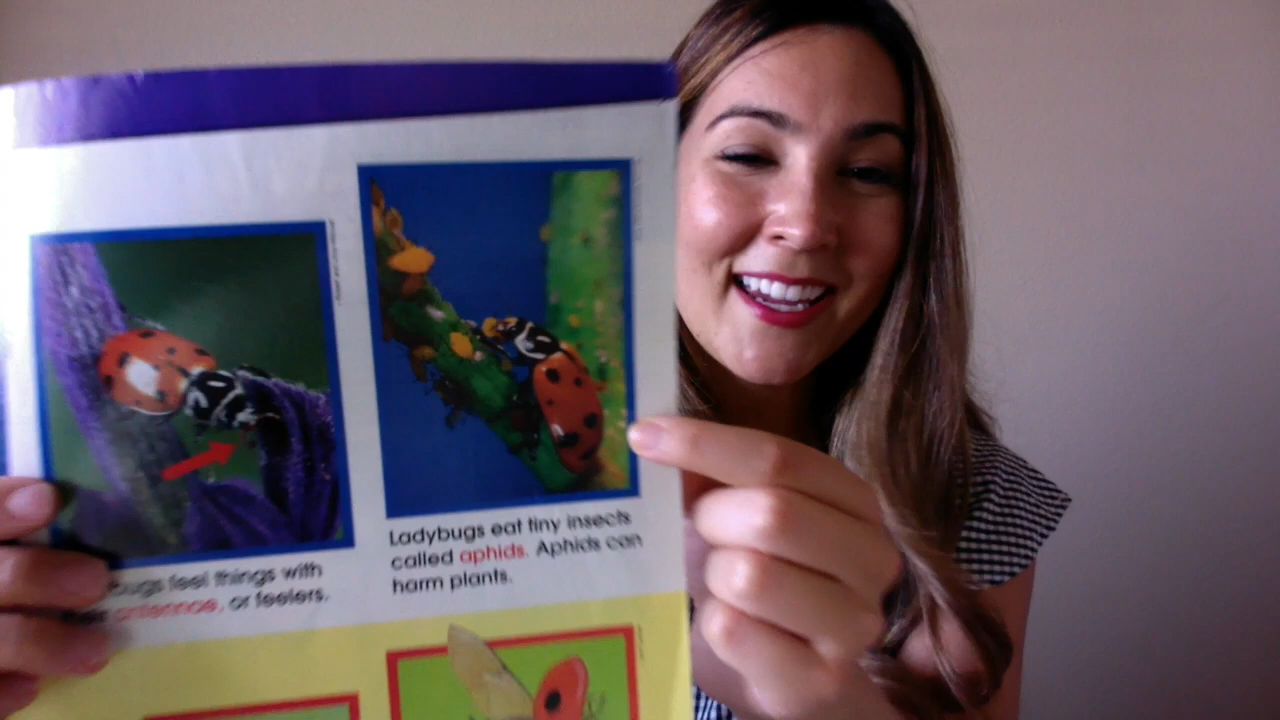 Ladybugs eat tiny insects
called aphids. Aphids can
harm plants.
bugs feel things with
antennae, or feelers.